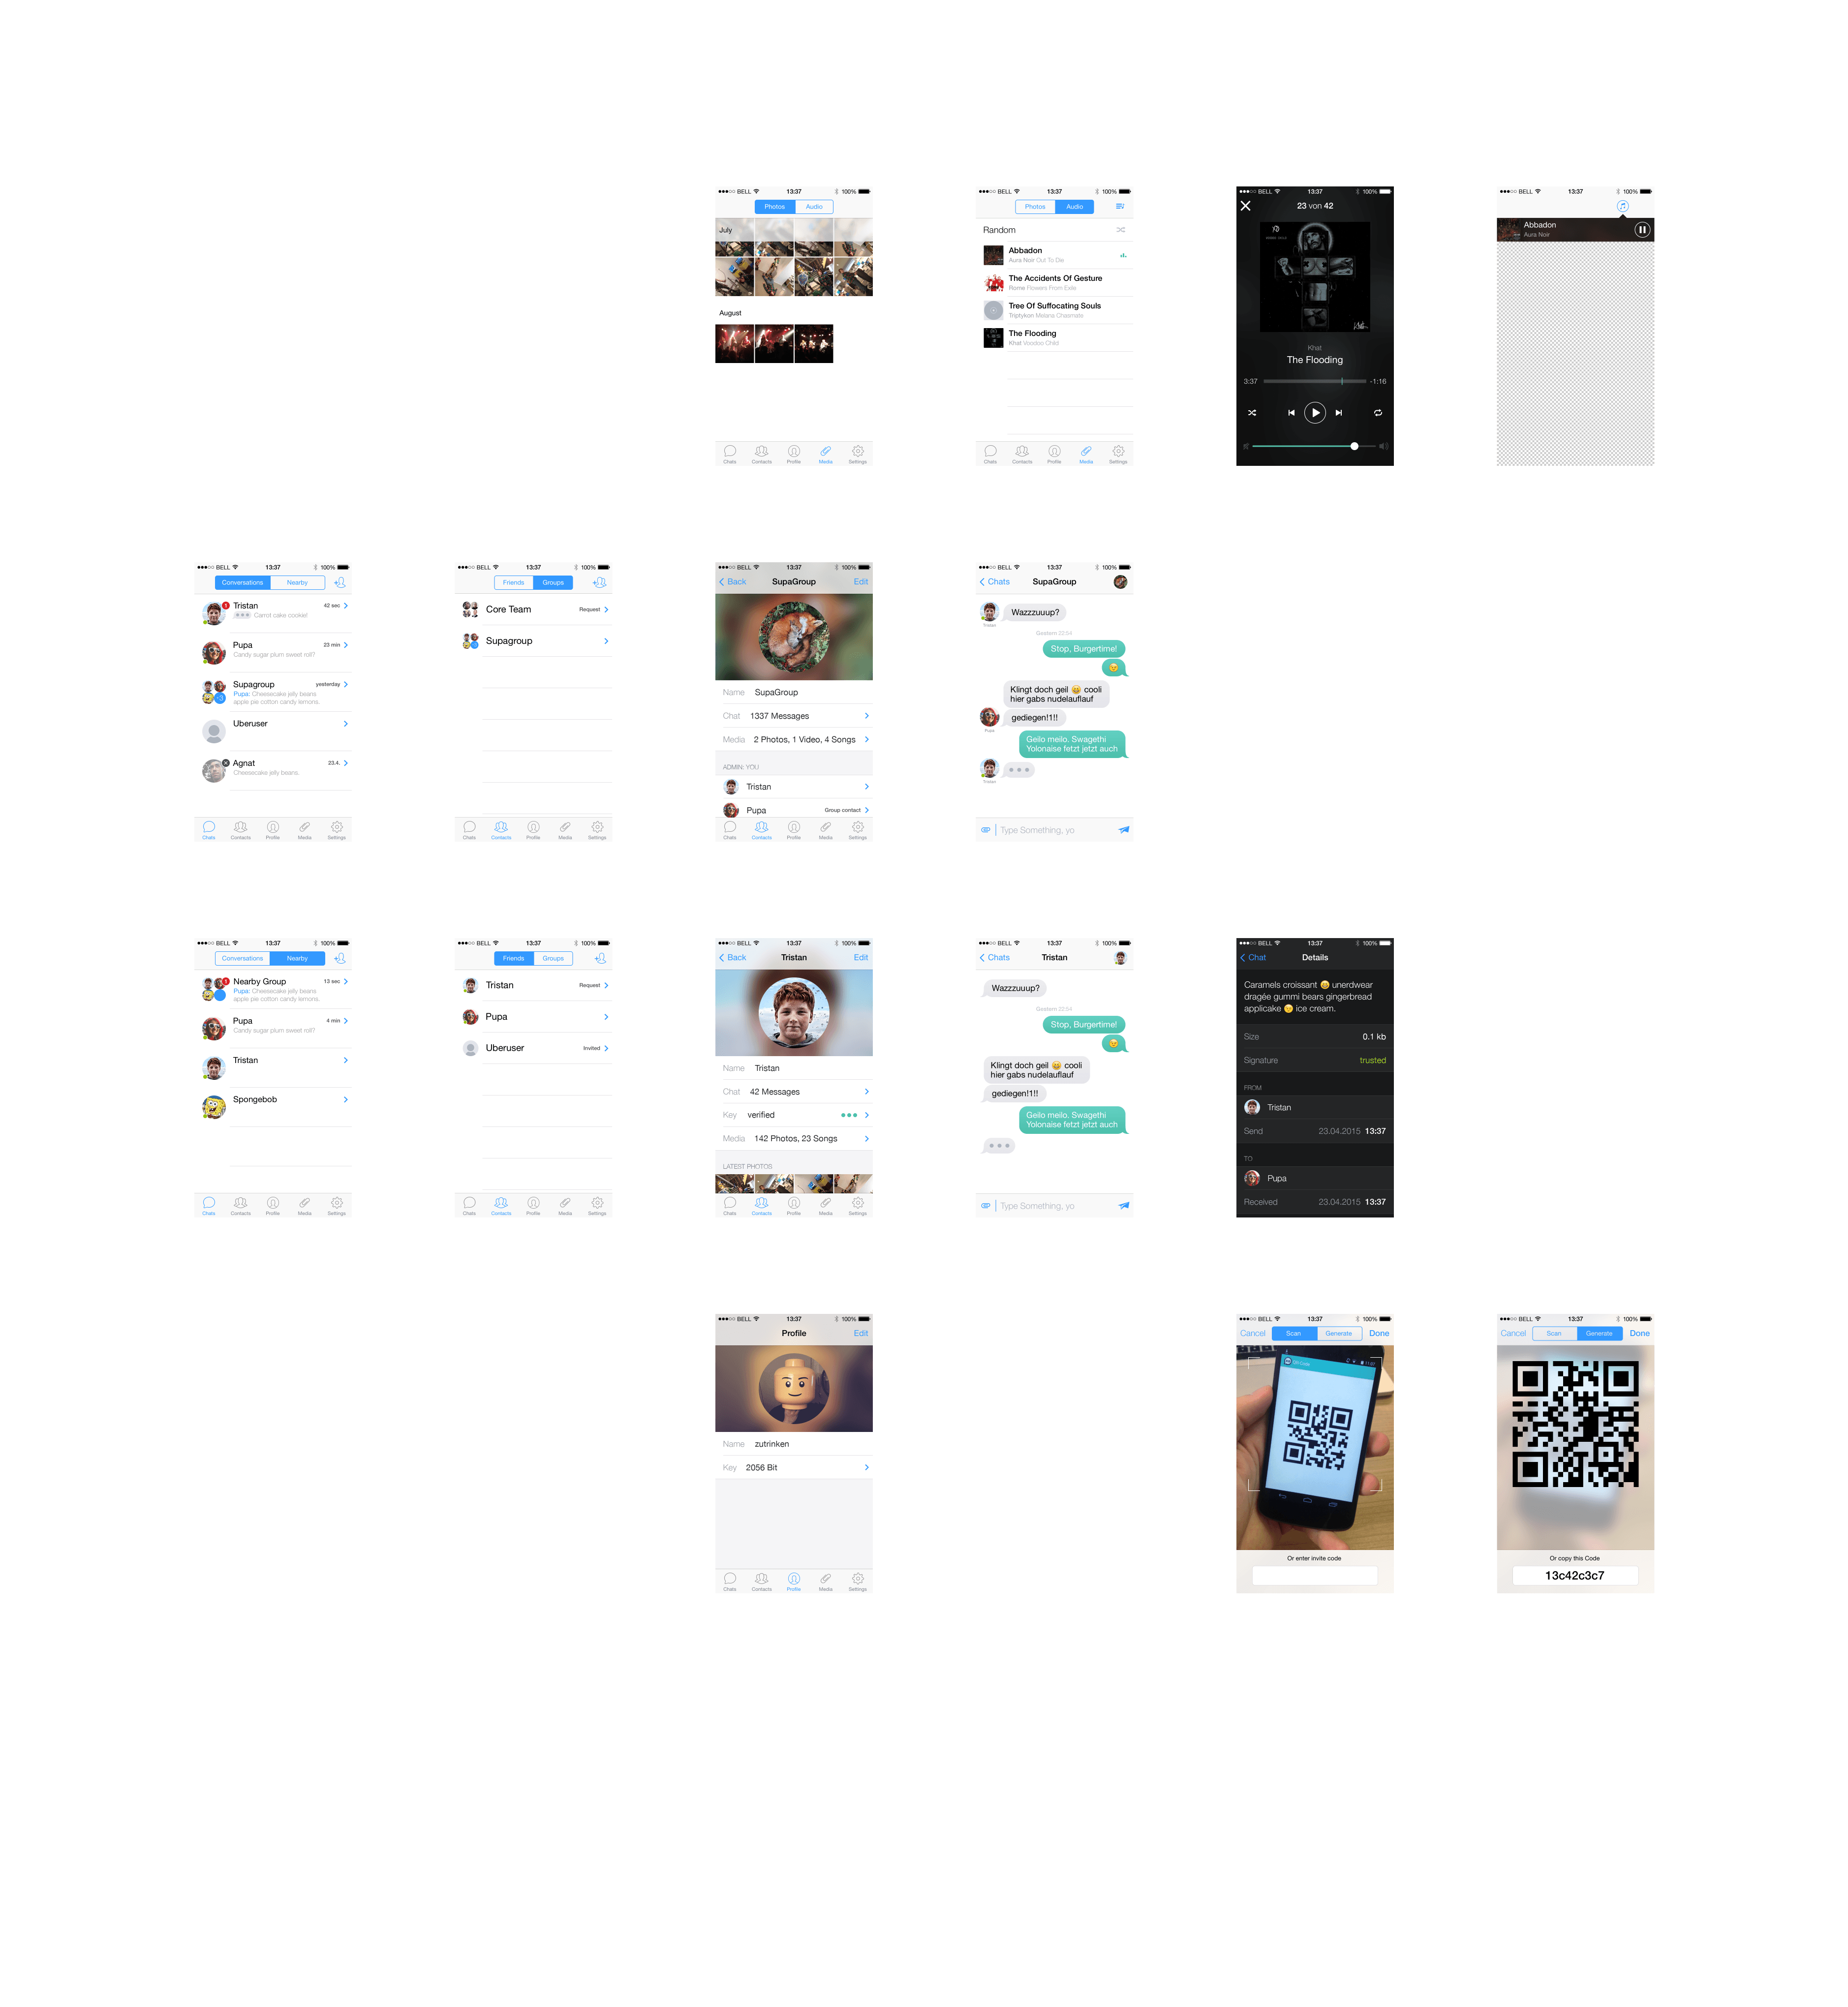 BELL 13:37 100%
Photos Audio
July
August
Chats Contacts Profile Media Settings
BELL 13:37 100%
Photos Audio
Random
Abbadon
Aura Noir Out To Die
The Accidents Of Gesture
Rome Flowers From Exile
Tree Of Suffocating Souls
Triptykon Melana Chasmate
The Flooding
Khat Voodoo Child
Chats Contacts Profile Media Settings
BELL 13:37 100%
23 von 42
Khat
The Flooding
3:37 -1:16
BELL 13:37 100%
Abbadon
Aura Noir
BELL 13:37 100%
Conversations Nearby
Tristan 42 sec
Carrot cake cookie!
Pupa 23 min
Candy sugar plum sweet roll?
Supagroup yesterday
Pupa: Cheesecake jelly beans
apple pie cotton candy lemons.
Uberuser
Agnat 23.4.
Cheesecake jelly beans.
Chats Contacts Profile Media Settings
BELL 13:37 100%
Friends Groups
Core Team Request
Supagroup
Chats Contacts Profile Media Settings
BELL 13:37 100%
Back SupaGroup Edit
Name SupaGroup
Chat 1337 Messages
Media 2 Photos, 1 Video, 4 Songs
ADMIN: YOU
Tristan
Pupa Group contact
Chats Contacts Profile Media Settings
BELL 13:37 100%
Chats SupaGroup
Wazzzuuup?
Tristan
Gestern 22:54
Stop, Burgertime!
Klingt doch geil 😄 cooli
hier gabs nudelauflauf
gediegen!1!!
Pupa
Geilo meilo. Swagethi
Yolonaise fetzt jetzt auch
Tristan
Type Something, yo
BELL 13:37 100%
Conversations Nearby
Nearby Group 13 sec
Pupa: Cheesecake jelly beans
apple pie cotton candy lemons.
Pupa 4 min
Candy sugar plum sweet roll?
Tristan
Spongebob
Chats Contacts Profile Media Settings
BELL 13:37 100%
Friends Groups
Tristan Request
Pupa
Uberuser Invited
Chats Contacts Profile Media Settings
BELL 13:37 100%
Back Tristan Edit
Name Tristan
Chat 42 Messages
Key verified
Media 142 Photos, 23 Songs
LATEST PHOTOS
Chats Contacts Profile Media Settings
BELL 13:37 100%
Chats Tristan
Wazzzuuup?
Gestern 22:54
Stop, Burgertime!
Klingt doch geil 😄 cooli
hier gabs nudelauflauf
gediegen!1!!
Geilo meilo. Swagethi
Yolonaise fetzt jetzt auch
Type Something, yo
BELL 13:37 100%
Chat Details
Caramels croissant 😄 unerdwear
dragée gummi bears gingerbread
applicake 😉 ice cream.
Size 0.1 kb
Signature trusted
FROM
Tristan
Send 23.04.2015 13:37
TO
Pupa
Received 23.04.2015 13:37
BELL 13:37 100%
Profile Edit
Name zutrinken
Key 2056 Bit
Chats Contacts Profile Media Settings
BELL 13:37 100%
Cancel Scan Generate Done
Or enter invite code
BELL 13:37 100%
Cancel Scan Generate Done
Or copy this Code
13c42c3c7